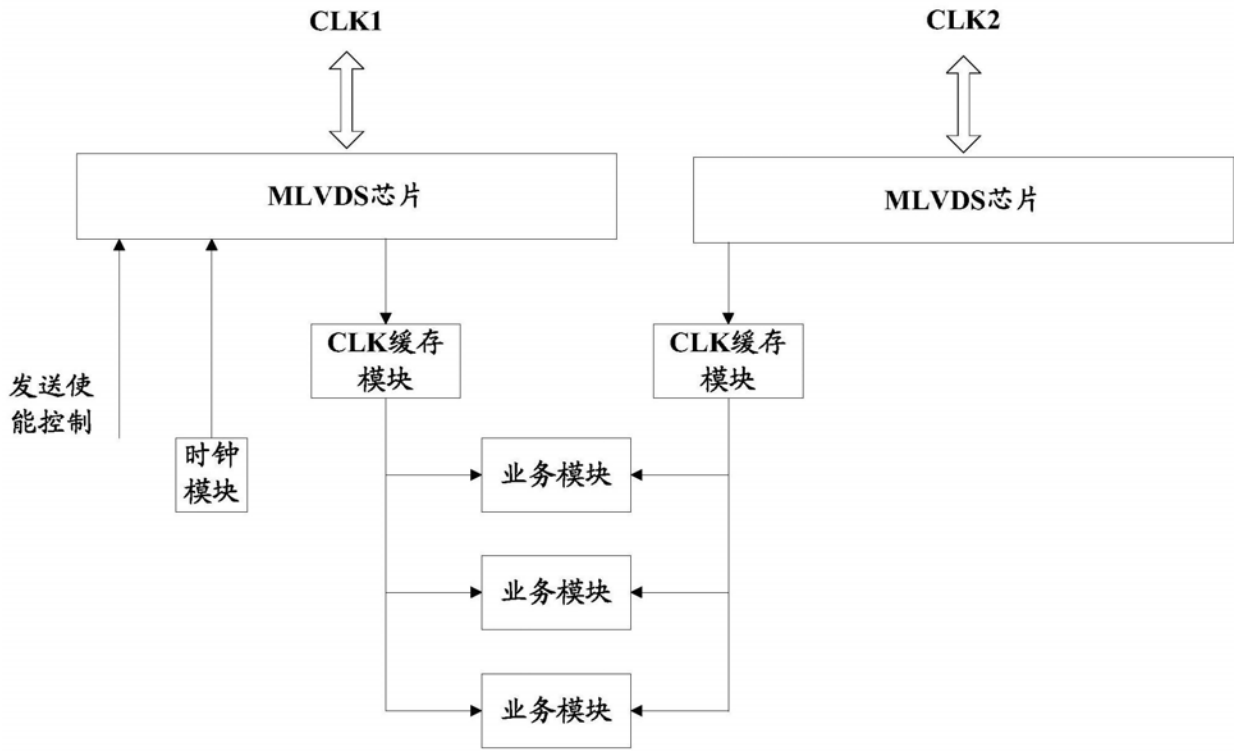 CLK1
CLK2
MLVDS芯片
MLVDS芯片
CLK缓存
模块
CLK缓存
模块
发送使
能控制
时钟
模块
业务模块
业务模块
业务模块